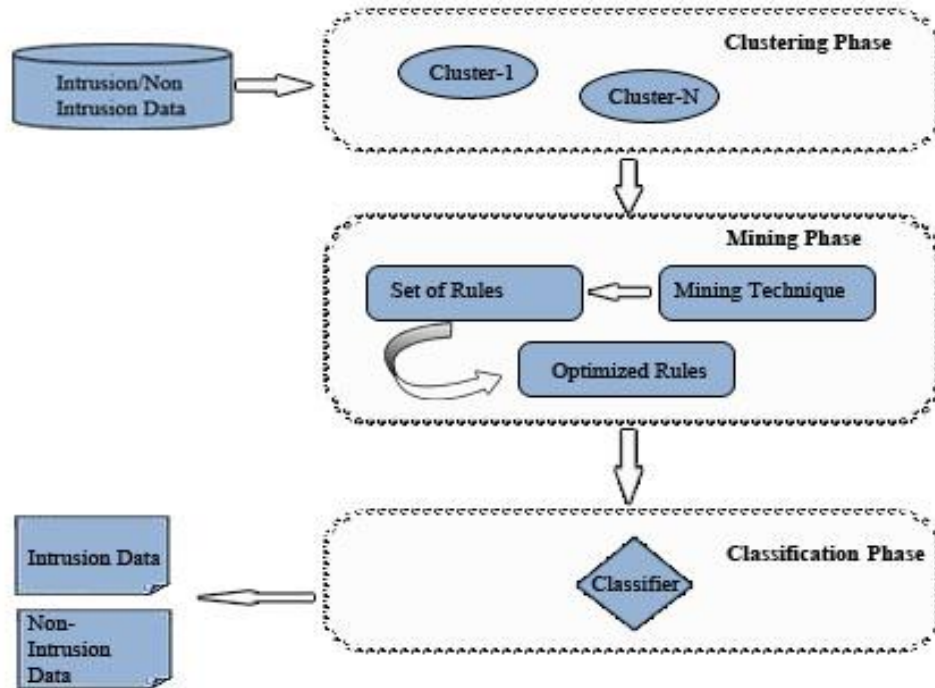 Intrusion/Non
Intrusion Data
Clustering Phase
Cluster-1
Cluster-N
Mining Phase
Set of Rules
Mining Technique
Optimized Rules
Classification Phase
Classifier
Intrusion Data
Non-
Intrusion
Data